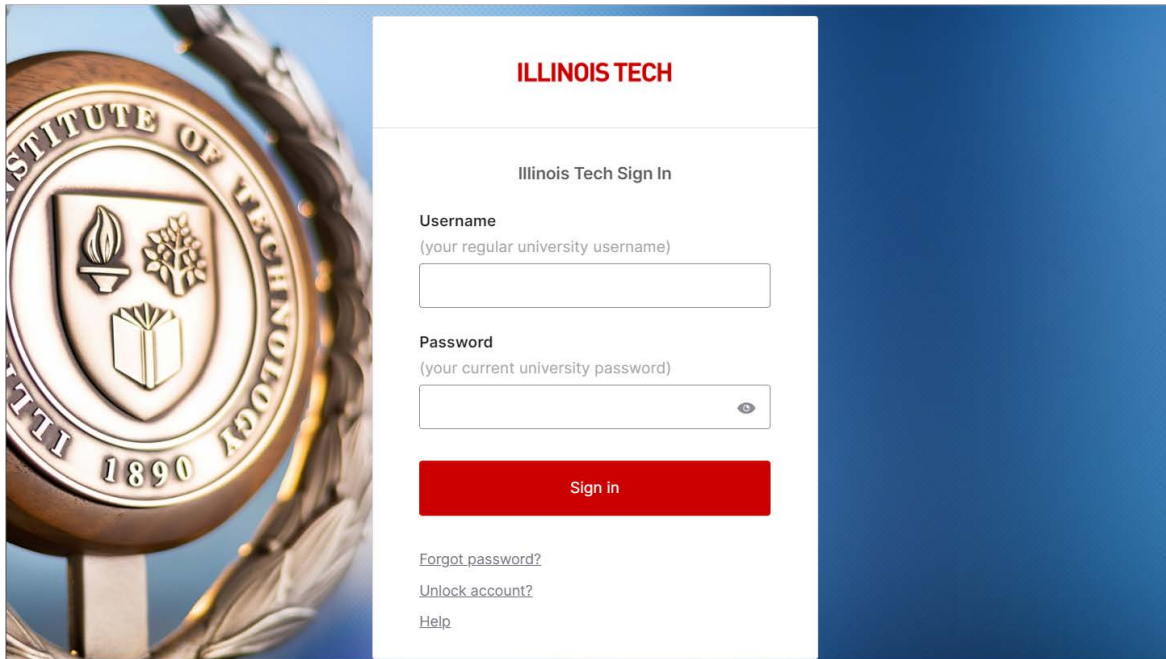 INSTITUTE OF TECHNOLOGY
1890
ILLINOIS TECH
Illinois Tech Sign In
Username
(your regular university username)
Password
(your current university password)
Sign in
Forgot password?
Unlock account?
Help